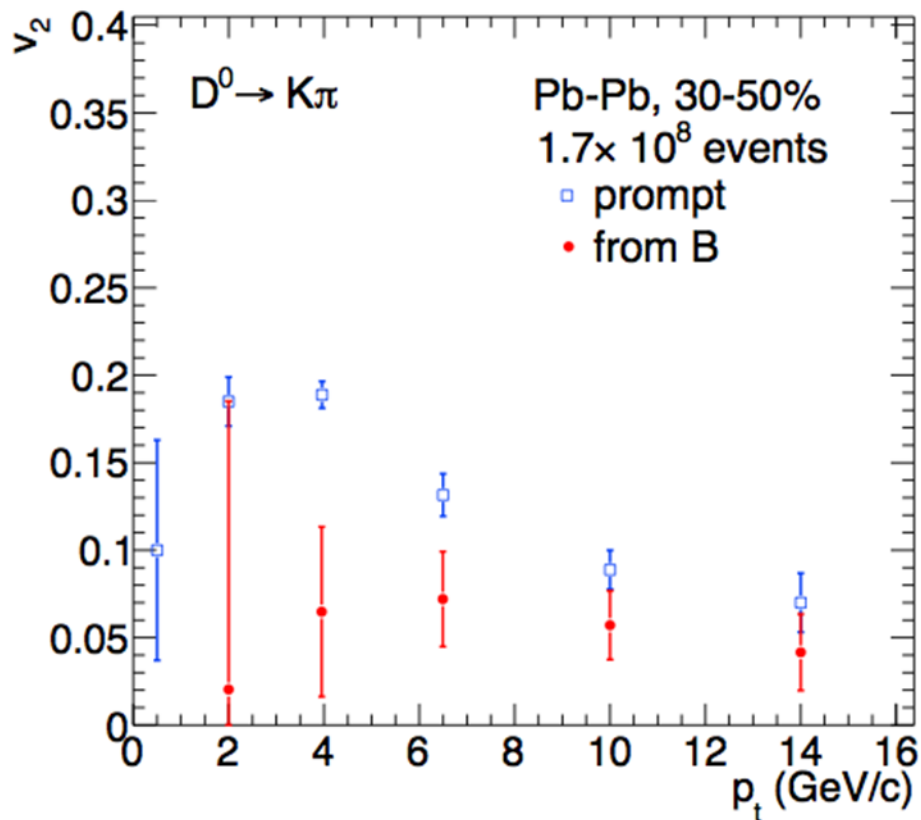 v₂
0.4
0.35
0.3
0.25
0.2
0.15
0.1
0.05
0
D⁰→ Kπ
Pb-Pb, 30-50%
1.7× 10⁸ events
prompt
from B
0 2 4 6 8 10 12 14 16
pₜ (GeV/c)